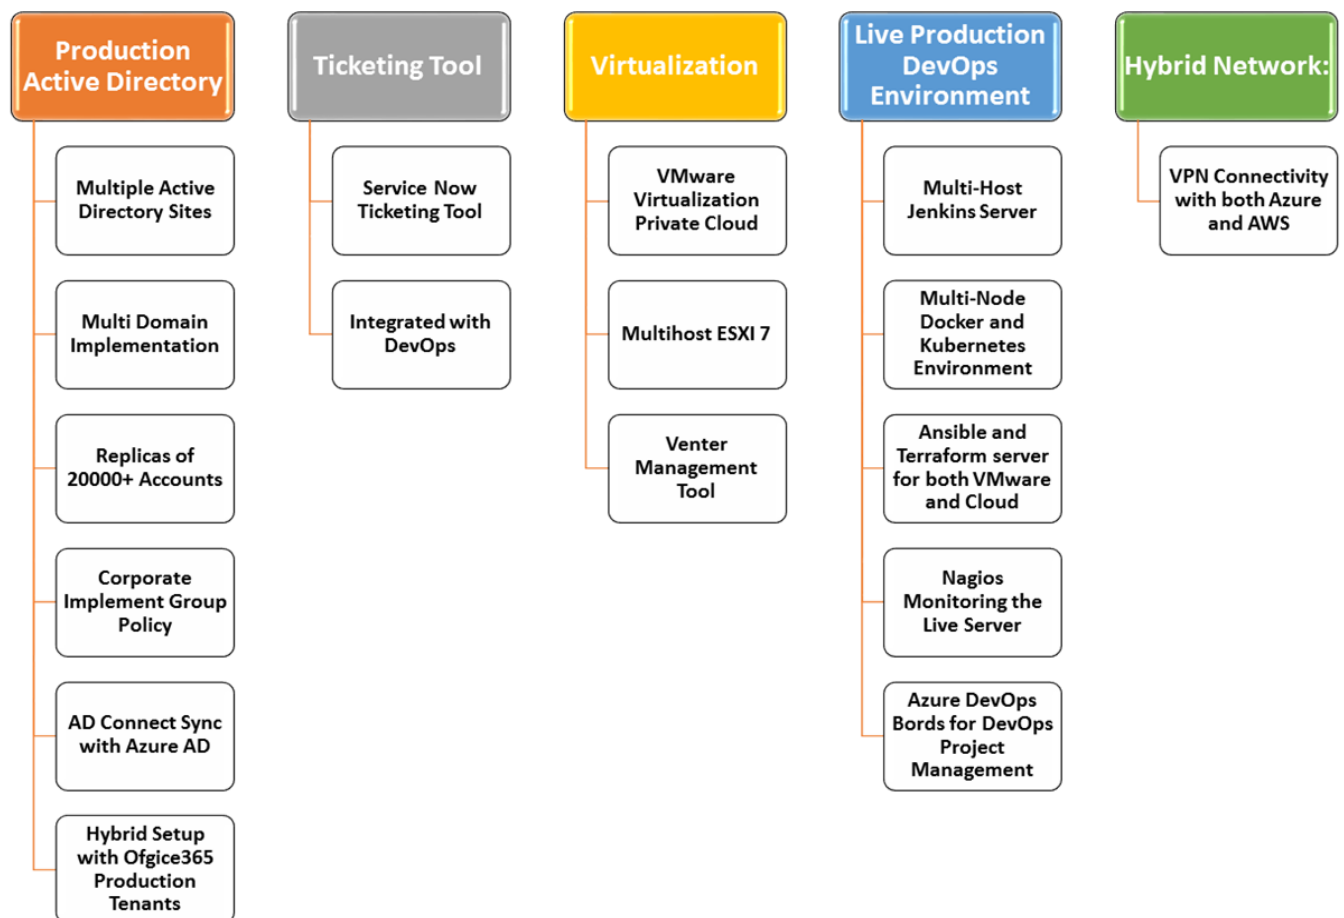 Production
Active Directory
Multiple Active
Directory Sites
Multi Domain
Implementation
Replicas of
20000+ Accounts
Corporate
Implement Group
Policy
AD Connect Sync
with Azure AD
Hybrid Setup
with Ofgice365
Production
Tenants
Ticketing Tool
Service Now
Ticketing Tool
Integrated with
DevOps
Virtualization
VMware
Virtualization
Private Cloud
Multihost ESXI 7
Venter
Management
Tool
Live Production
DevOps
Environment
Multi-Host
Jenkins Server
Multi-Node
Docker and
Kubernetes
Environment
Ansible and
Terraform server
for both VMware
and Cloud
Nagios
Monitoring the
Live Server
Azure DevOps
Bords for DevOps
Project
Management
Hybrid Network:
VPN Connectivity
with both Azure
and AWS